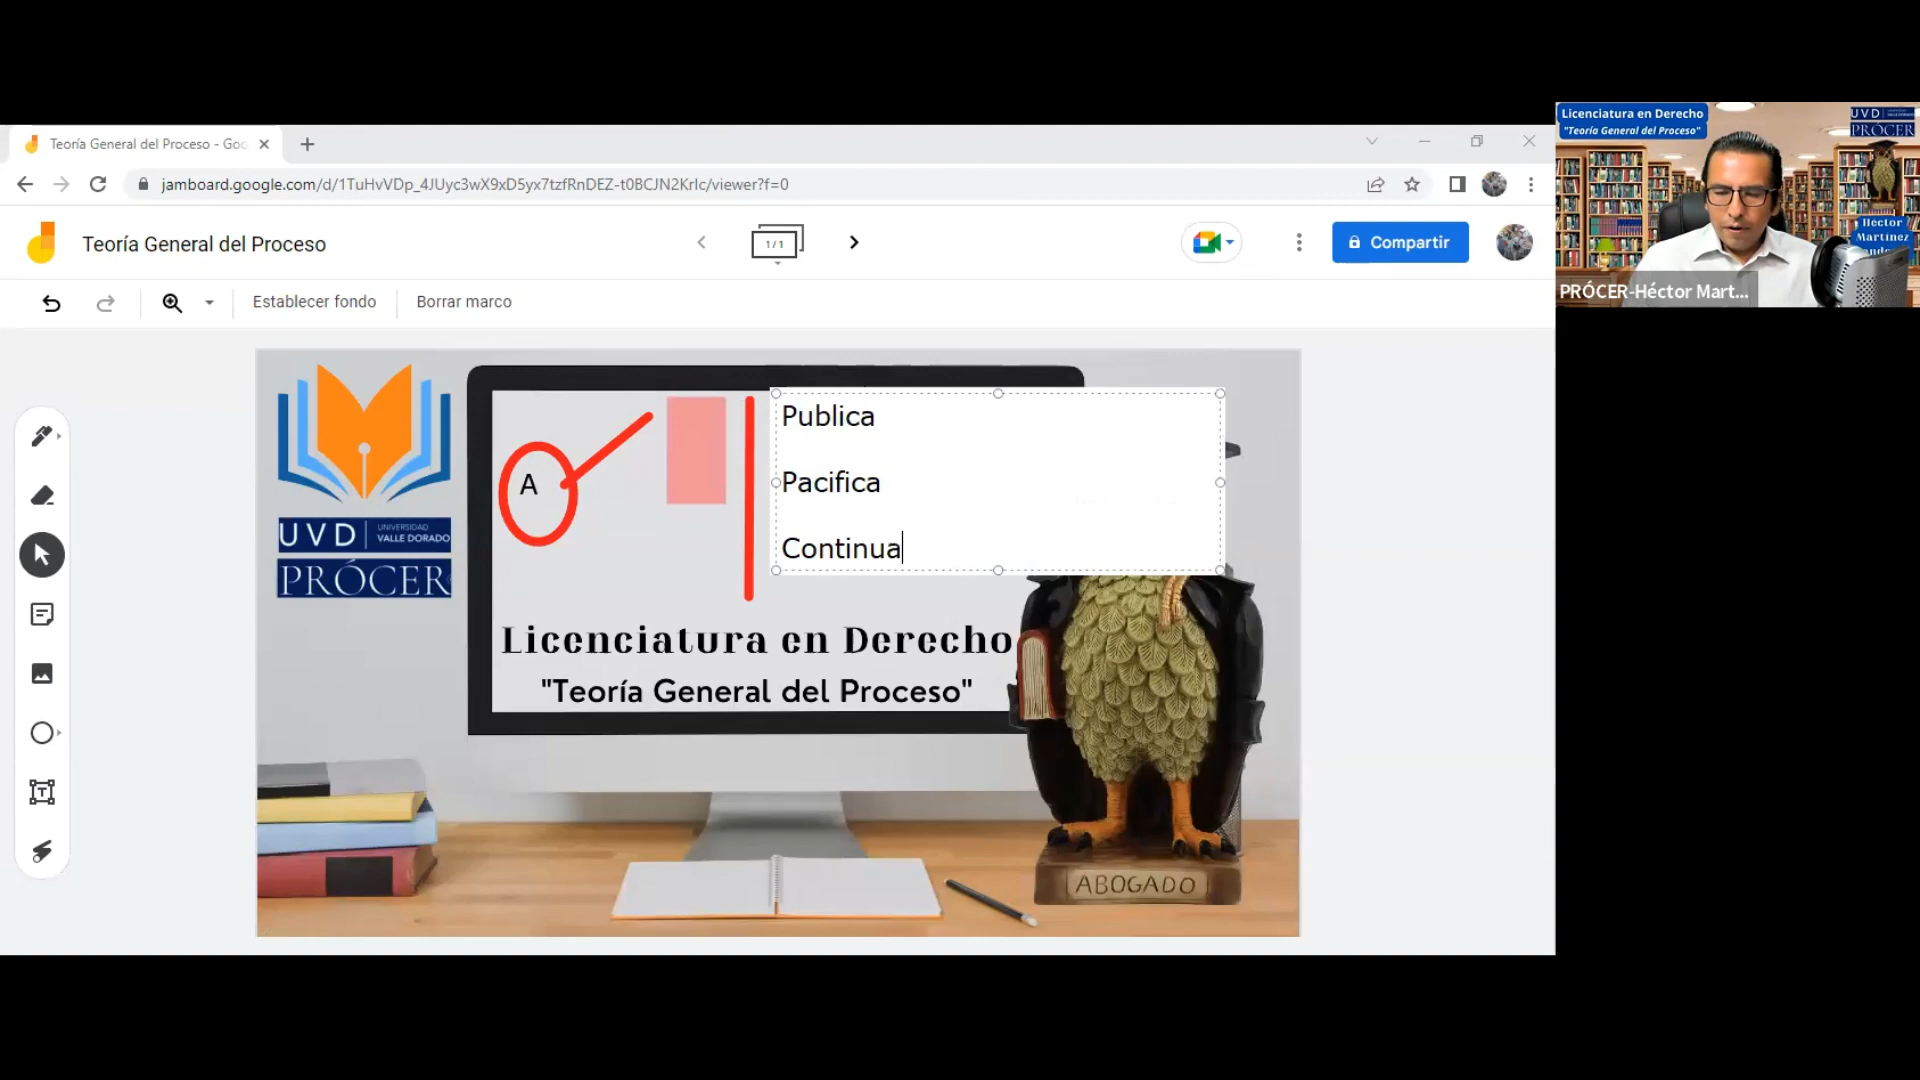 Teoría General del Proceso - Goo
jamboard.google.com/d/1TuHvVDp_4JUyc3wX9xD5yx7tzfRnDEZ-t0BCJN2KrIc/viewer?f=0
Teoría General del Proceso
1/1
Compartir
Establecer fondo
Borrar marco
Publica
Pacifica
Continua
A
UVD
UNIVERSIDAD
VALLE DORADO
PRÓCER
Licenciatura en Derecho
"Teoría General del Proceso"
ABOGADO
Licenciatura en Derecho
"Teoría General del Proceso"
UVD
PRÓCER
Héctor
Martínez
PRÓCER-Héctor Mart...